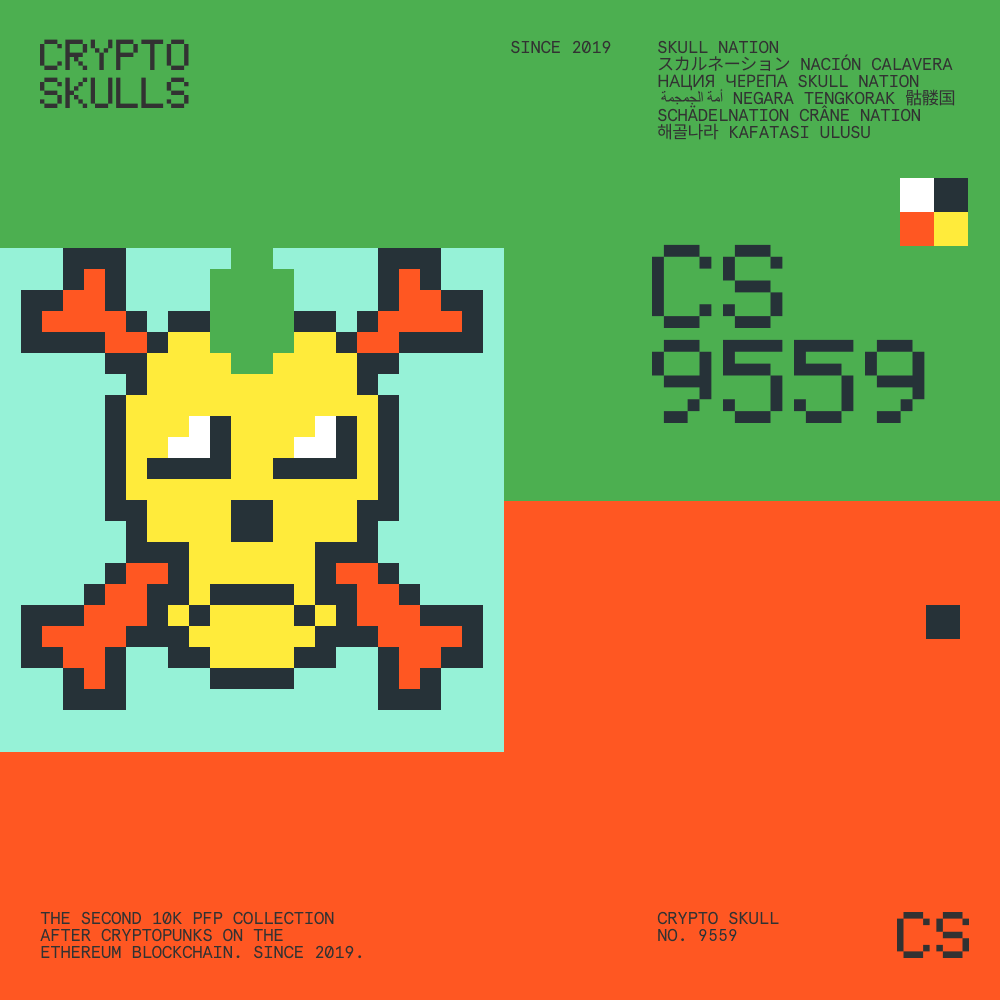 CRYPTO
SKULLS
SINCE 2019
SKULL NATION
スカルネーション NACIÓN CALAVERA
НАЦИЯ ЧЕРЕПА SKULL NATION
أمة الجمجمة NEGARA TENGKORAK 骷髅国
SCHÄDELNATION CRÂNE NATION
해골나라 KAFATASI ULUSU
CS
9559
THE SECOND 10K PFP COLLECTION
AFTER CRYPTOPUNKS ON THE
ETHEREUM BLOCKCHAIN. SINCE 2019.
CRYPTO SKULL
NO. 9559
CS